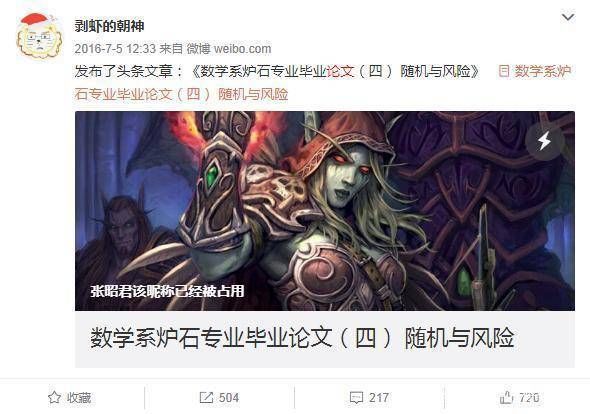 剥虾的朝神
2016-7-5 12:33 来自 微博 weibo.com
发布了头条文章：《数学系炉石专业毕业论文（四） 随机与风险》 数学系炉
石专业毕业论文（四） 随机与风险
张昭君该昵称已经被占用
数学系炉石专业毕业论文（四） 随机与风险
收藏 504 217 720